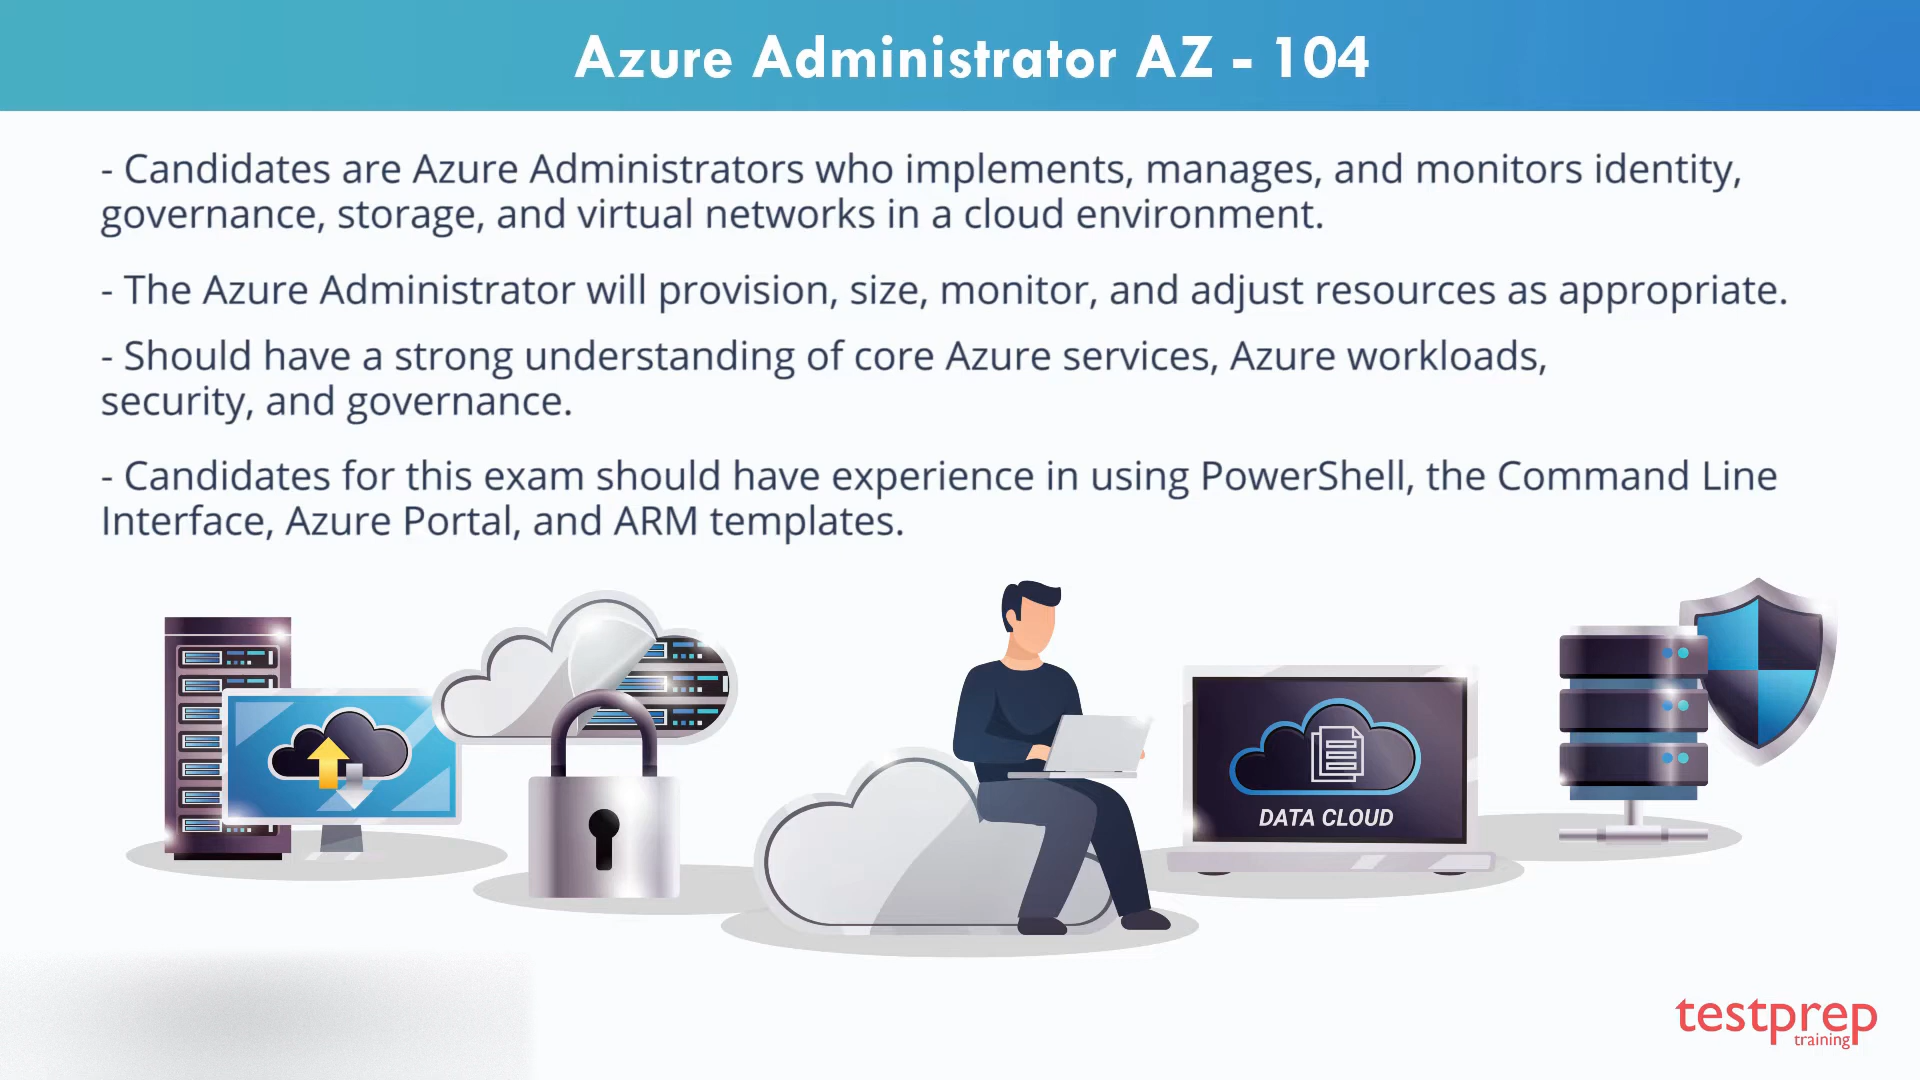 Azure Administrator AZ - 104
- Candidates are Azure Administrators who implements, manages, and monitors identity,
governance, storage, and virtual networks in a cloud environment.
- The Azure Administrator will provision, size, monitor, and adjust resources as appropriate.
- Should have a strong understanding of core Azure services, Azure workloads,
security, and governance.
- Candidates for this exam should have experience in using PowerShell, the Command Line
Interface, Azure Portal, and ARM templates.
DATA CLOUD
testprep
training